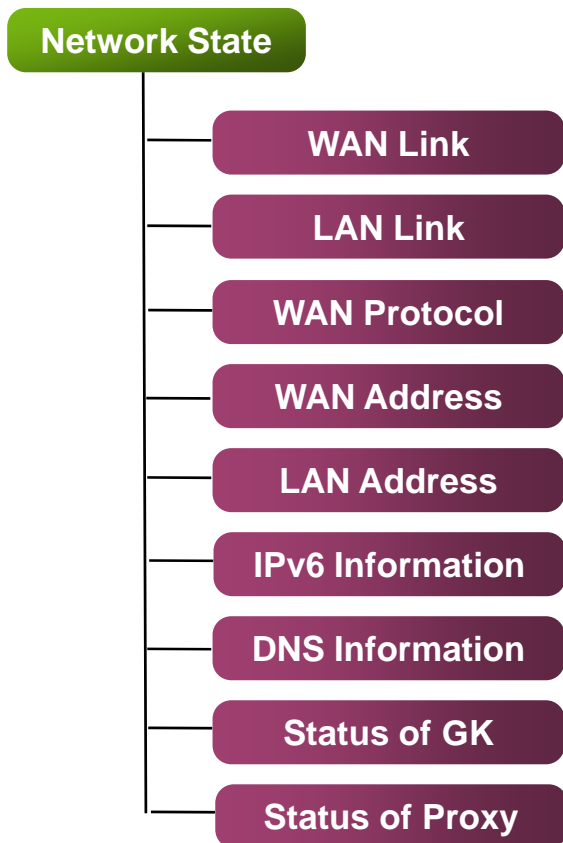 Network State
WAN Link
LAN Link
WAN Protocol
WAN Address
LAN Address
IPv6 Information
DNS Information
Status of GK
Status of Proxy